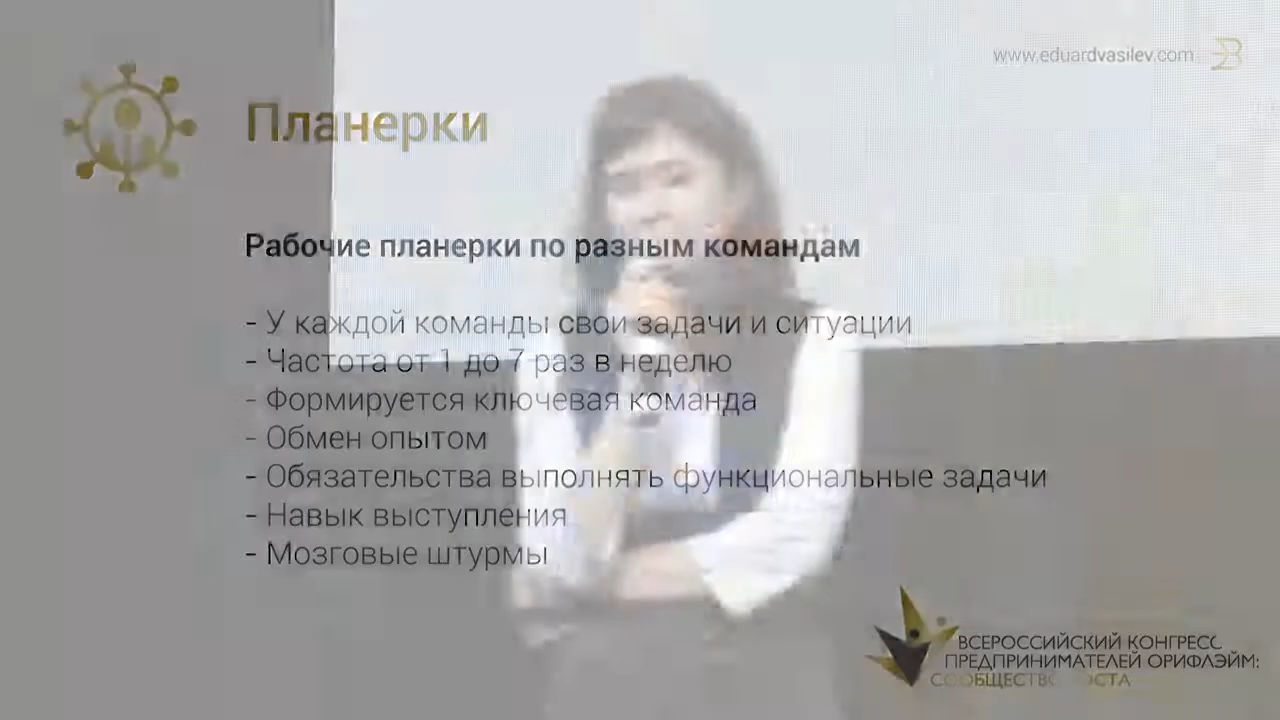 www.eduardvasilev.com
Планерки
Рабочие планерки по разным командам
- У каждой команды свои задачи и ситуации
- Частота от 1 до 7 раз в неделю
- Формируется ключевая команда
- Обмен опытом
- Обязательства выполнять функциональные задачи
- Навык выступления
- Мозговые штурмы
ВСЕРОССИЙСКИЙ КОНГРЕСС
ПРЕДПРИНИМАТЕЛЕЙ ОРИФЛЭЙМ: